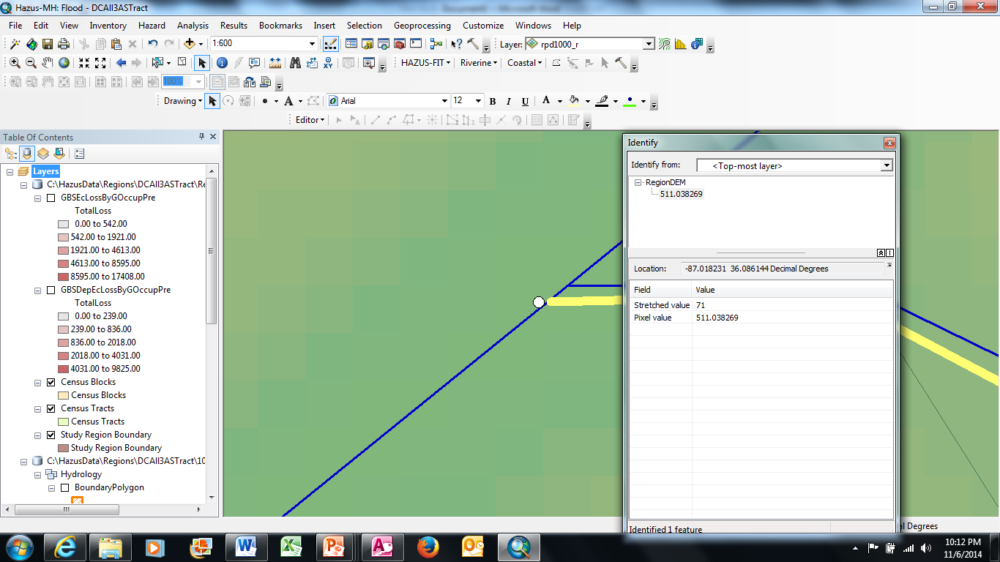 Hazus-MH: Flood - DCAll3ASTract
File Edit View Inventory Hazard Analysis Results Bookmarks Insert Selection Geoprocessing Customize Windows Help
1:600 Layer: rpd1000_r
HAZUS-FIT Riverine Coastal
100%
Drawing A Arial 12 B I U A
Editor
Table Of Contents
Layers
C:\HazusData\Regions\DCAll3ASTract\Re
GBSEcLossByGOccupPre
TotalLoss
0.00 to 542.00
542.00 to 1921.00
1921.00 to 4613.00
4613.00 to 8595.00
8595.00 to 17408.00
GBSDepEcLossByGOccupPre
TotalLoss
0.00 to 239.00
239.00 to 836.00
836.00 to 2018.00
2018.00 to 4031.00
4031.00 to 9825.00
Census Blocks
Census Blocks
Census Tracts
Census Tracts
Study Region Boundary
Study Region Boundary
C:\HazusData\Regions\DCAll3ASTract\10
Hydrology
BoundaryPolygon
Identify
Identify from: <Top-most layer>
RegionDEM
511.038269
Location: -87.018231 36.086144 Decimal Degrees
Field Value
Stretched value 71
Pixel value 511.038269
Identified 1 feature
al Degrees
10:12 PM
11/6/2014